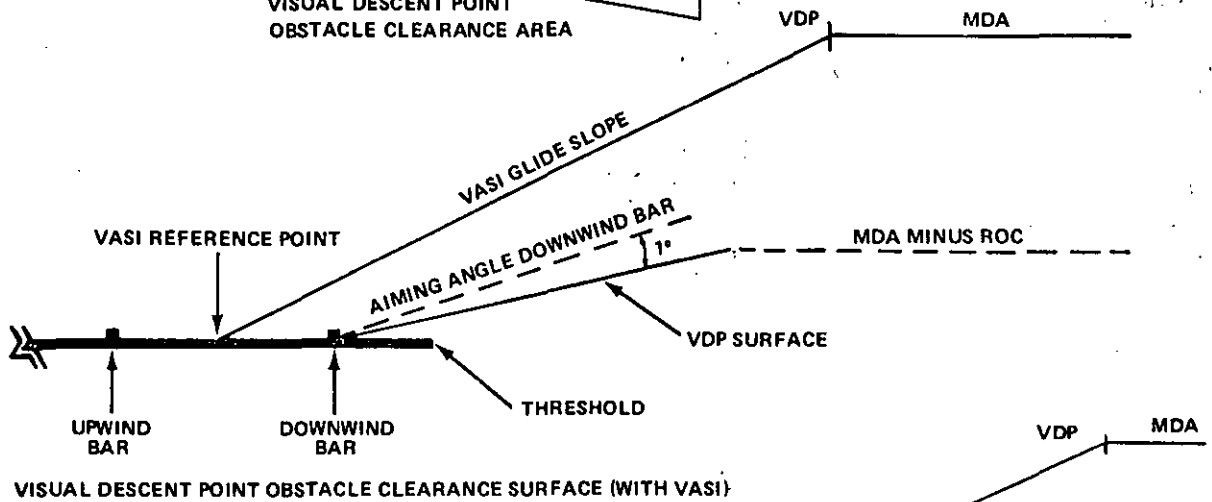 VISUAL DESCENT POINT
OBSTACLE CLEARANCE AREA
VDP
MDA
VASI GLIDE SLOPE
VASI REFERENCE POINT
AIMING ANGLE DOWNWIND BAR
1°
MDA MINUS ROC
VDP SURFACE
THRESHOLD
UPWIND
BAR
DOWNWIND
BAR
VDP
MDA
VISUAL DESCENT POINT OBSTACLE CLEARANCE SURFACE (WITH VASI)